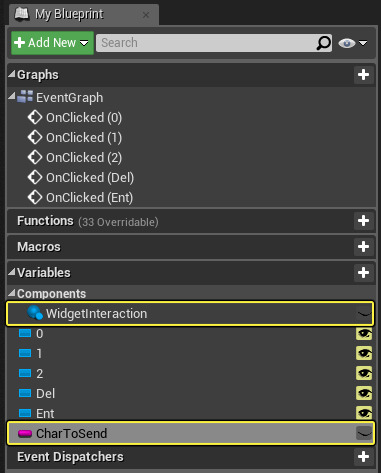 My Blueprint
Add New
Search
Graphs
EventGraph
OnClicked (0)
OnClicked (1)
OnClicked (2)
OnClicked (Del)
OnClicked (Ent)
Functions (33 Overridable)
Macros
Variables
Components
WidgetInteraction
0
1
2
Del
Ent
CharToSend
Event Dispatchers